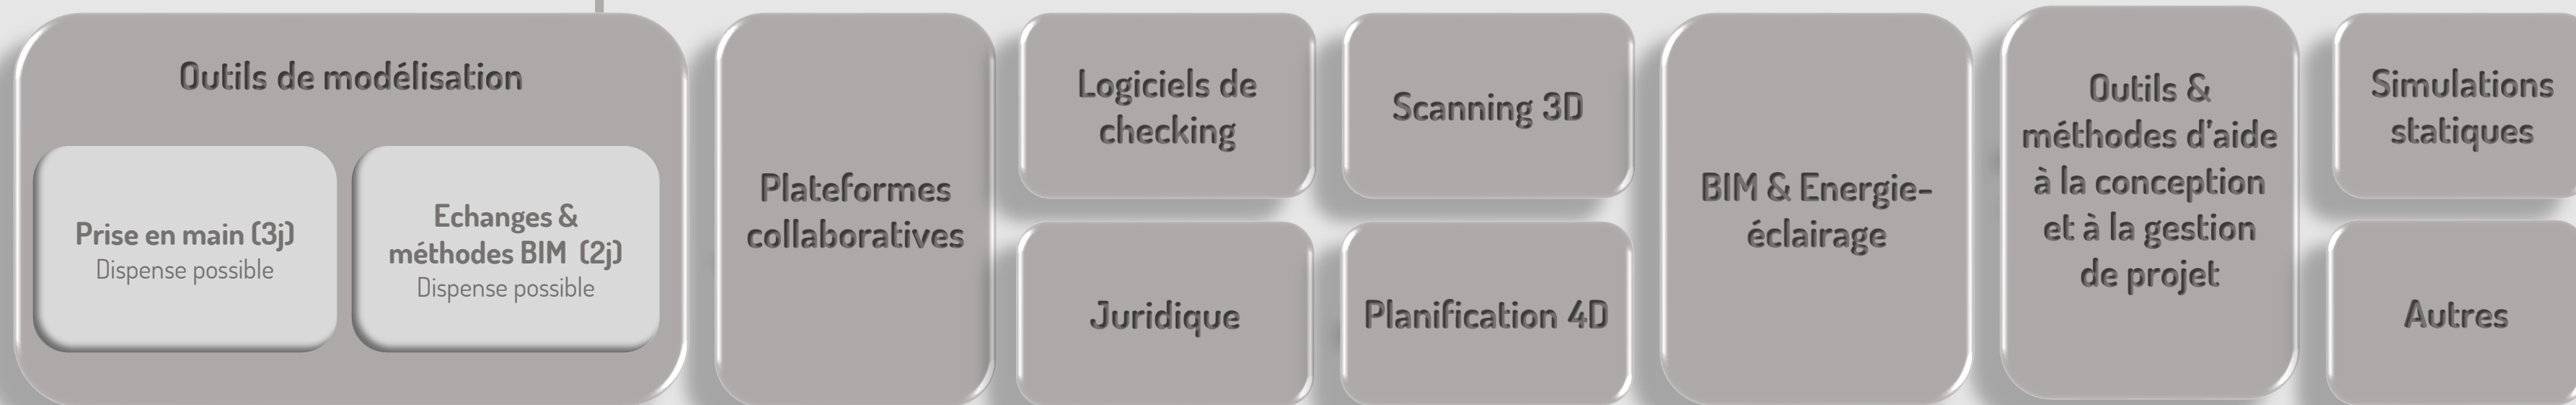 Outils de modélisation
Prise en main (3j)
Dispense possible
Echanges &
méthodes BIM (2j)
Dispense possible
Plateformes
collaboratives
Logiciels de
checking
Juridique
Scanning 3D
Planification 4D
BIM & Energie-
éclairage
Outils &
méthodes d'aide
à la conception
et à la gestion
de projet
Simulations
statiques
Autres